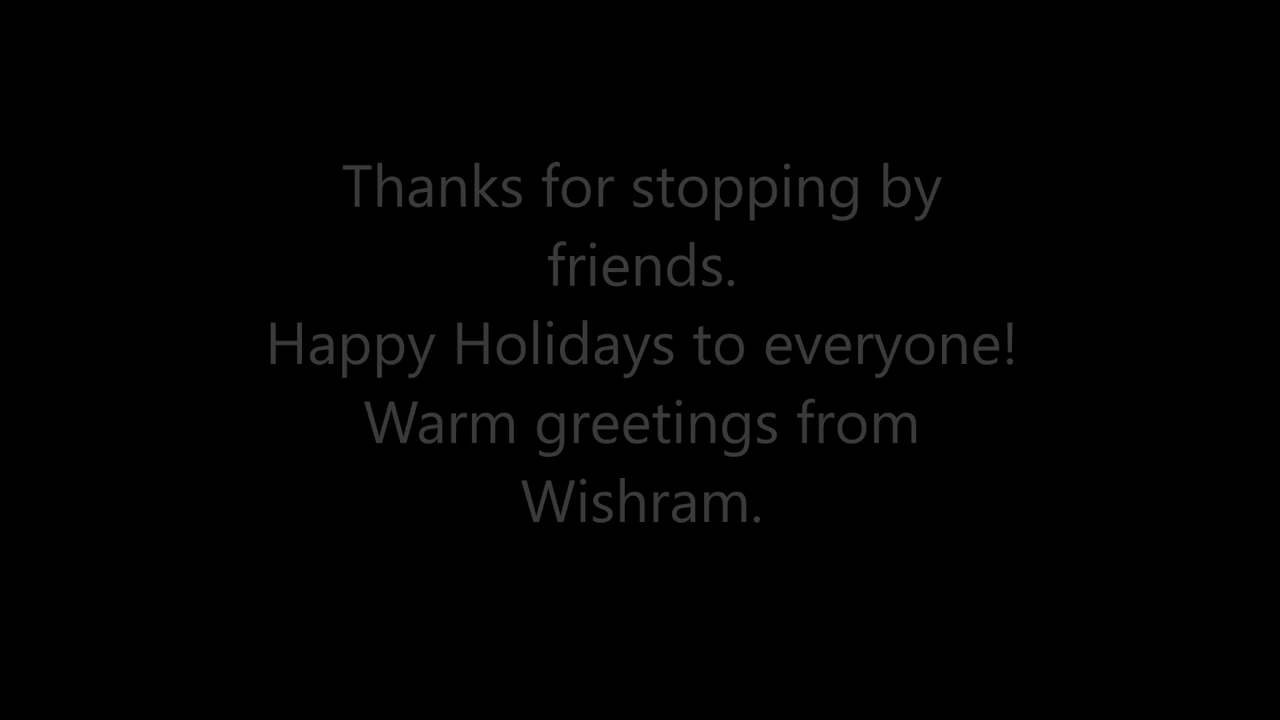 Thanks for stopping by
friends.
Happy Holidays to everyone!
Warm greetings from
Wishram.